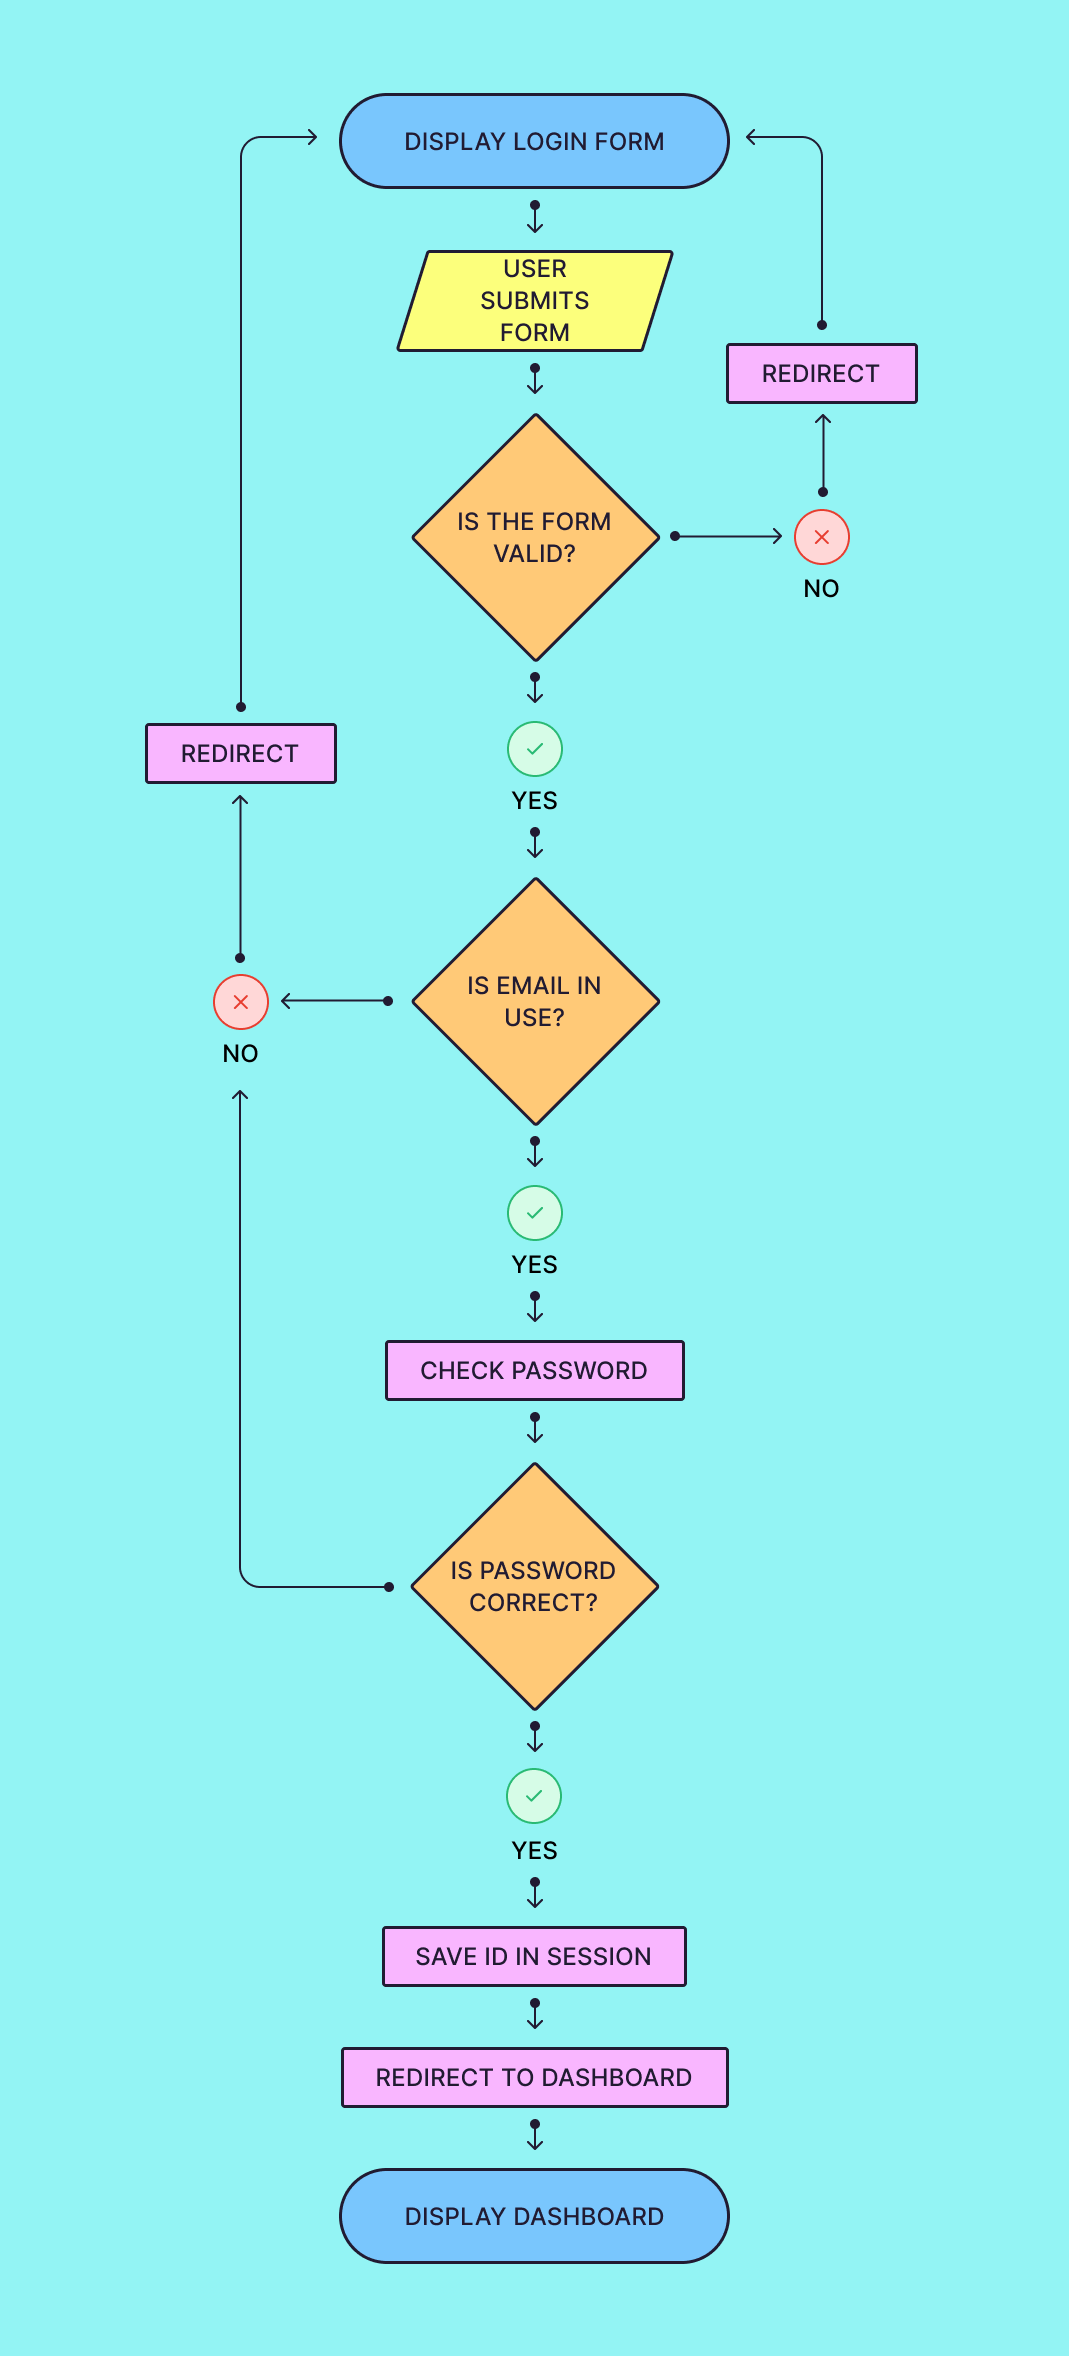 DISPLAY LOGIN FORM
USER
SUBMITS
FORM
REDIRECT
IS THE FORM
VALID?
NO
REDIRECT
YES
IS EMAIL IN
USE?
NO
YES
CHECK PASSWORD
IS PASSWORD
CORRECT?
YES
SAVE ID IN SESSION
REDIRECT TO DASHBOARD
DISPLAY DASHBOARD